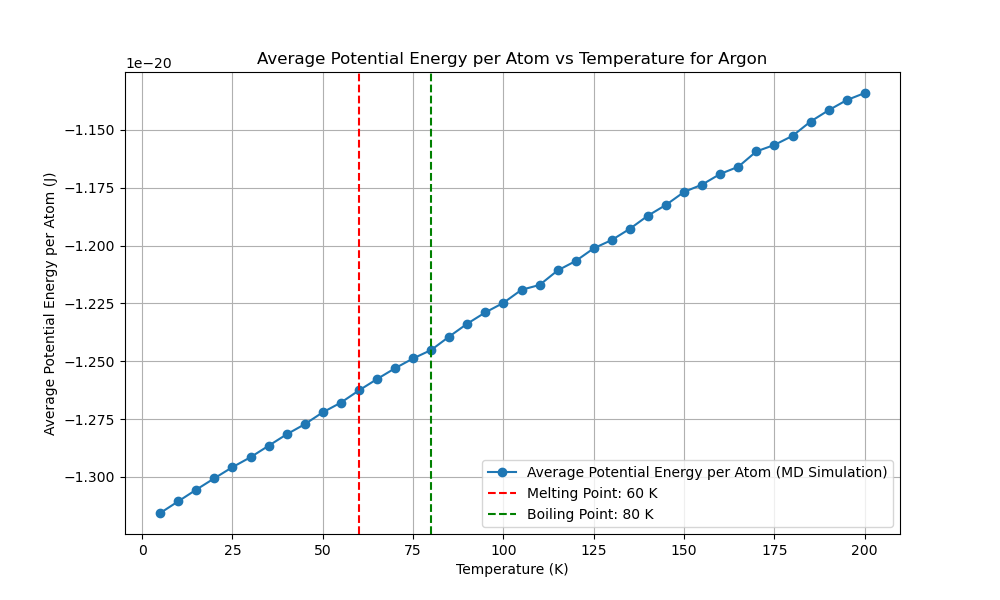 Average Potential Energy per Atom vs Temperature for Argon
1e−20
Average Potential Energy per Atom (J)
−1.150
−1.175
−1.200
−1.225
−1.250
−1.275
−1.300
Average Potential Energy per Atom (MD Simulation)
Melting Point: 60 K
Boiling Point: 80 K
0 25 50 75 100 125 150 175 200
Temperature (K)